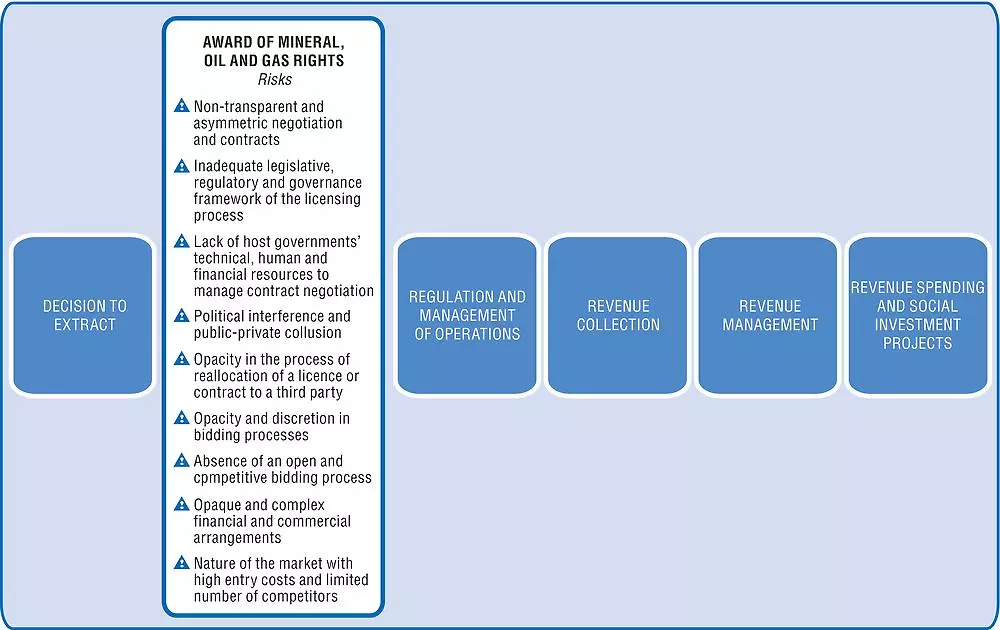 DECISION TO
EXTRACT
AWARD OF MINERAL,
OIL AND GAS RIGHTS
Risks
Non-transparent and
asymmetric negotiation
and contracts
Inadequate legislative,
regulatory and governance
framework of the licensing
process
Lack of host governments’
technical, human and
financial resources to
manage contract negotiation
Political interference and
public-private collusion
Opacity in the process of
reallocation of a licence or
contract to a third party
Opacity and discretion in
bidding processes
Absence of an open and
cpmpetitive bidding process
Opaque and complex
financial and commercial
arrangements
Nature of the market with
high entry costs and limited
number of competitors
REGULATION AND
MANAGEMENT
OF OPERATIONS
REVENUE
COLLECTION
REVENUE
MANAGEMENT
REVENUE SPENDING
AND SOCIAL
INVESTMENT
PROJECTS